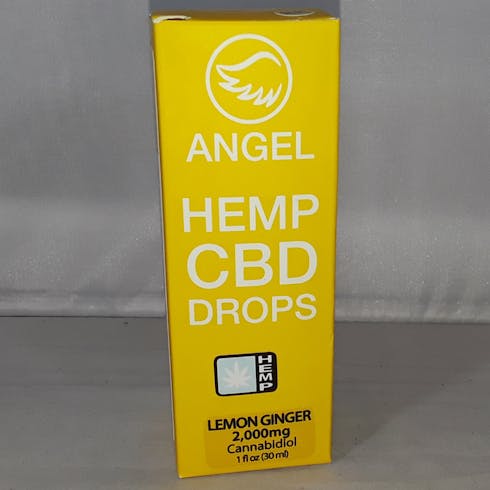 ANGEL
HEMP
CBD
DROPS
HEMP
LEMON GINGER
2,000mg
Cannabidiol
1 fl oz (30 ml)